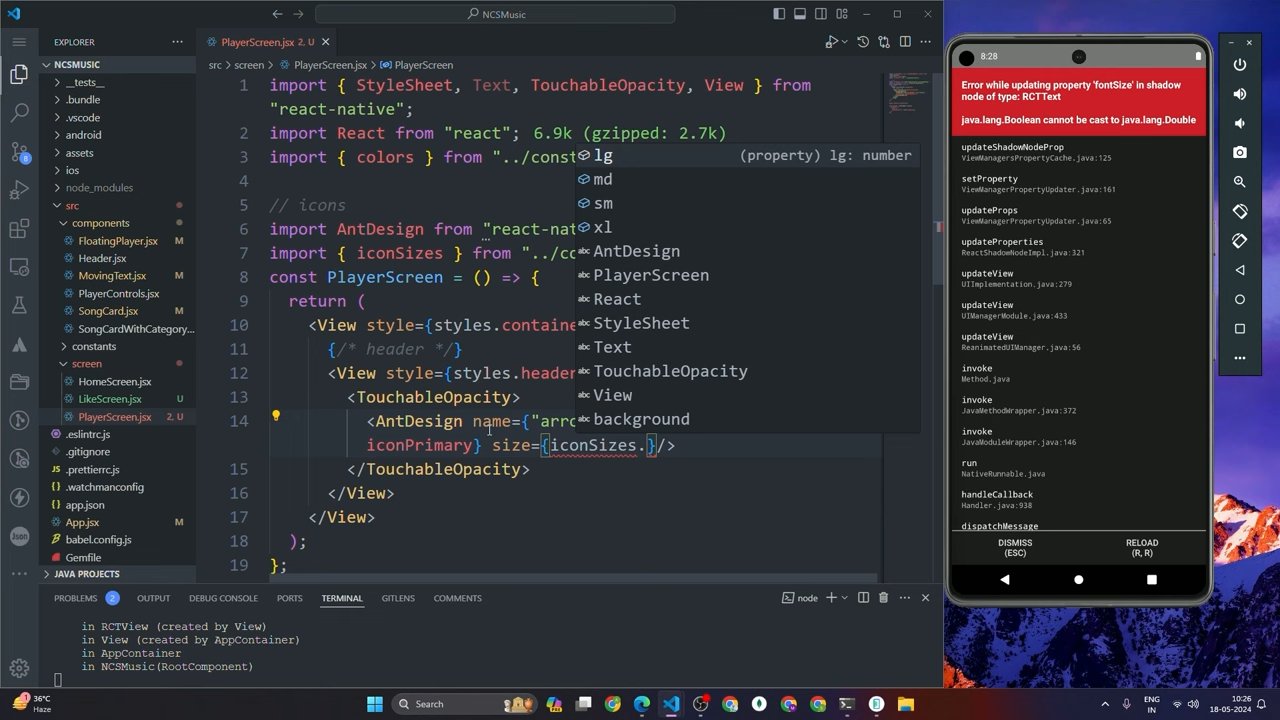 NCSMusic
EXPLORER
NCSMUSIC
__tests__
.bundle
.vscode
android
assets
ios
node_modules
src
components
FloatingPlayer.jsx M
Header.jsx
MovingText.jsx M
PlayerControls.jsx
SongCard.jsx M
SongCardWithCategory...
constants
screen
HomeScreen.jsx
LikeScreen.jsx U
PlayerScreen.jsx 2, U
.eslintrc.js
.gitignore
.prettierrc.js
.watchmanconfig
app.json
App.jsx M
babel.config.js
Gemfile
JAVA PROJECTS
8
Json
PlayerScreen.jsx 2, U
src > screen > PlayerScreen.jsx > PlayerScreen
1 import { StyleSheet, Text, TouchableOpacity, View } from
"react-native";
2 import React from "react"; 6.9k (gzipped: 2.7k)
3 import { colors } from "../const
4
5 // icons
6 import AntDesign from "react-nat
7 import { iconSizes } from "../co
8 const PlayerScreen = () => {
9 return (
10 <View style={styles.containe
11 {/* header */}
12 <View style={styles.header
13 <TouchableOpacity>
14 <AntDesign name={"arro
iconPrimary} size={iconSizes.}/>
15 </TouchableOpacity>
16 </View>
17 </View>
18 );
19 };
lg (property) lg: number
md
sm
xl
abc AntDesign
abc PlayerScreen
abc React
abc StyleSheet
abc Text
abc TouchableOpacity
abc View
abc background
PROBLEMS 2 OUTPUT DEBUG CONSOLE PORTS TERMINAL GITLENS COMMENTS
node
in RCTView (created by View)
in View (created by AppContainer)
in AppContainer
in NCSMusic(RootComponent)
8:28
Error while updating property 'fontSize' in shadow
node of type: RCTText
java.lang.Boolean cannot be cast to java.lang.Double
updateShadowNodeProp
ViewManagersPropertyCache.java:125
setProperty
ViewManagerPropertyUpdater.java:161
updateProps
ViewManagerPropertyUpdater.java:65
updateProperties
ReactShadowNodeImpl.java:321
updateView
UIImplementation.java:279
updateView
UIManagerModule.java:433
updateView
ReanimatedUIManager.java:56
invoke
Method.java
invoke
JavaMethodWrapper.java:372
invoke
JavaModuleWrapper.java:146
run
NativeRunnable.java
handleCallback
Handler.java:938
dispatchMessage
DISMISS
(ESC)
RELOAD
(R, R)
36°C
Haze
Search
ENG
IN
10:26
18-05-2024